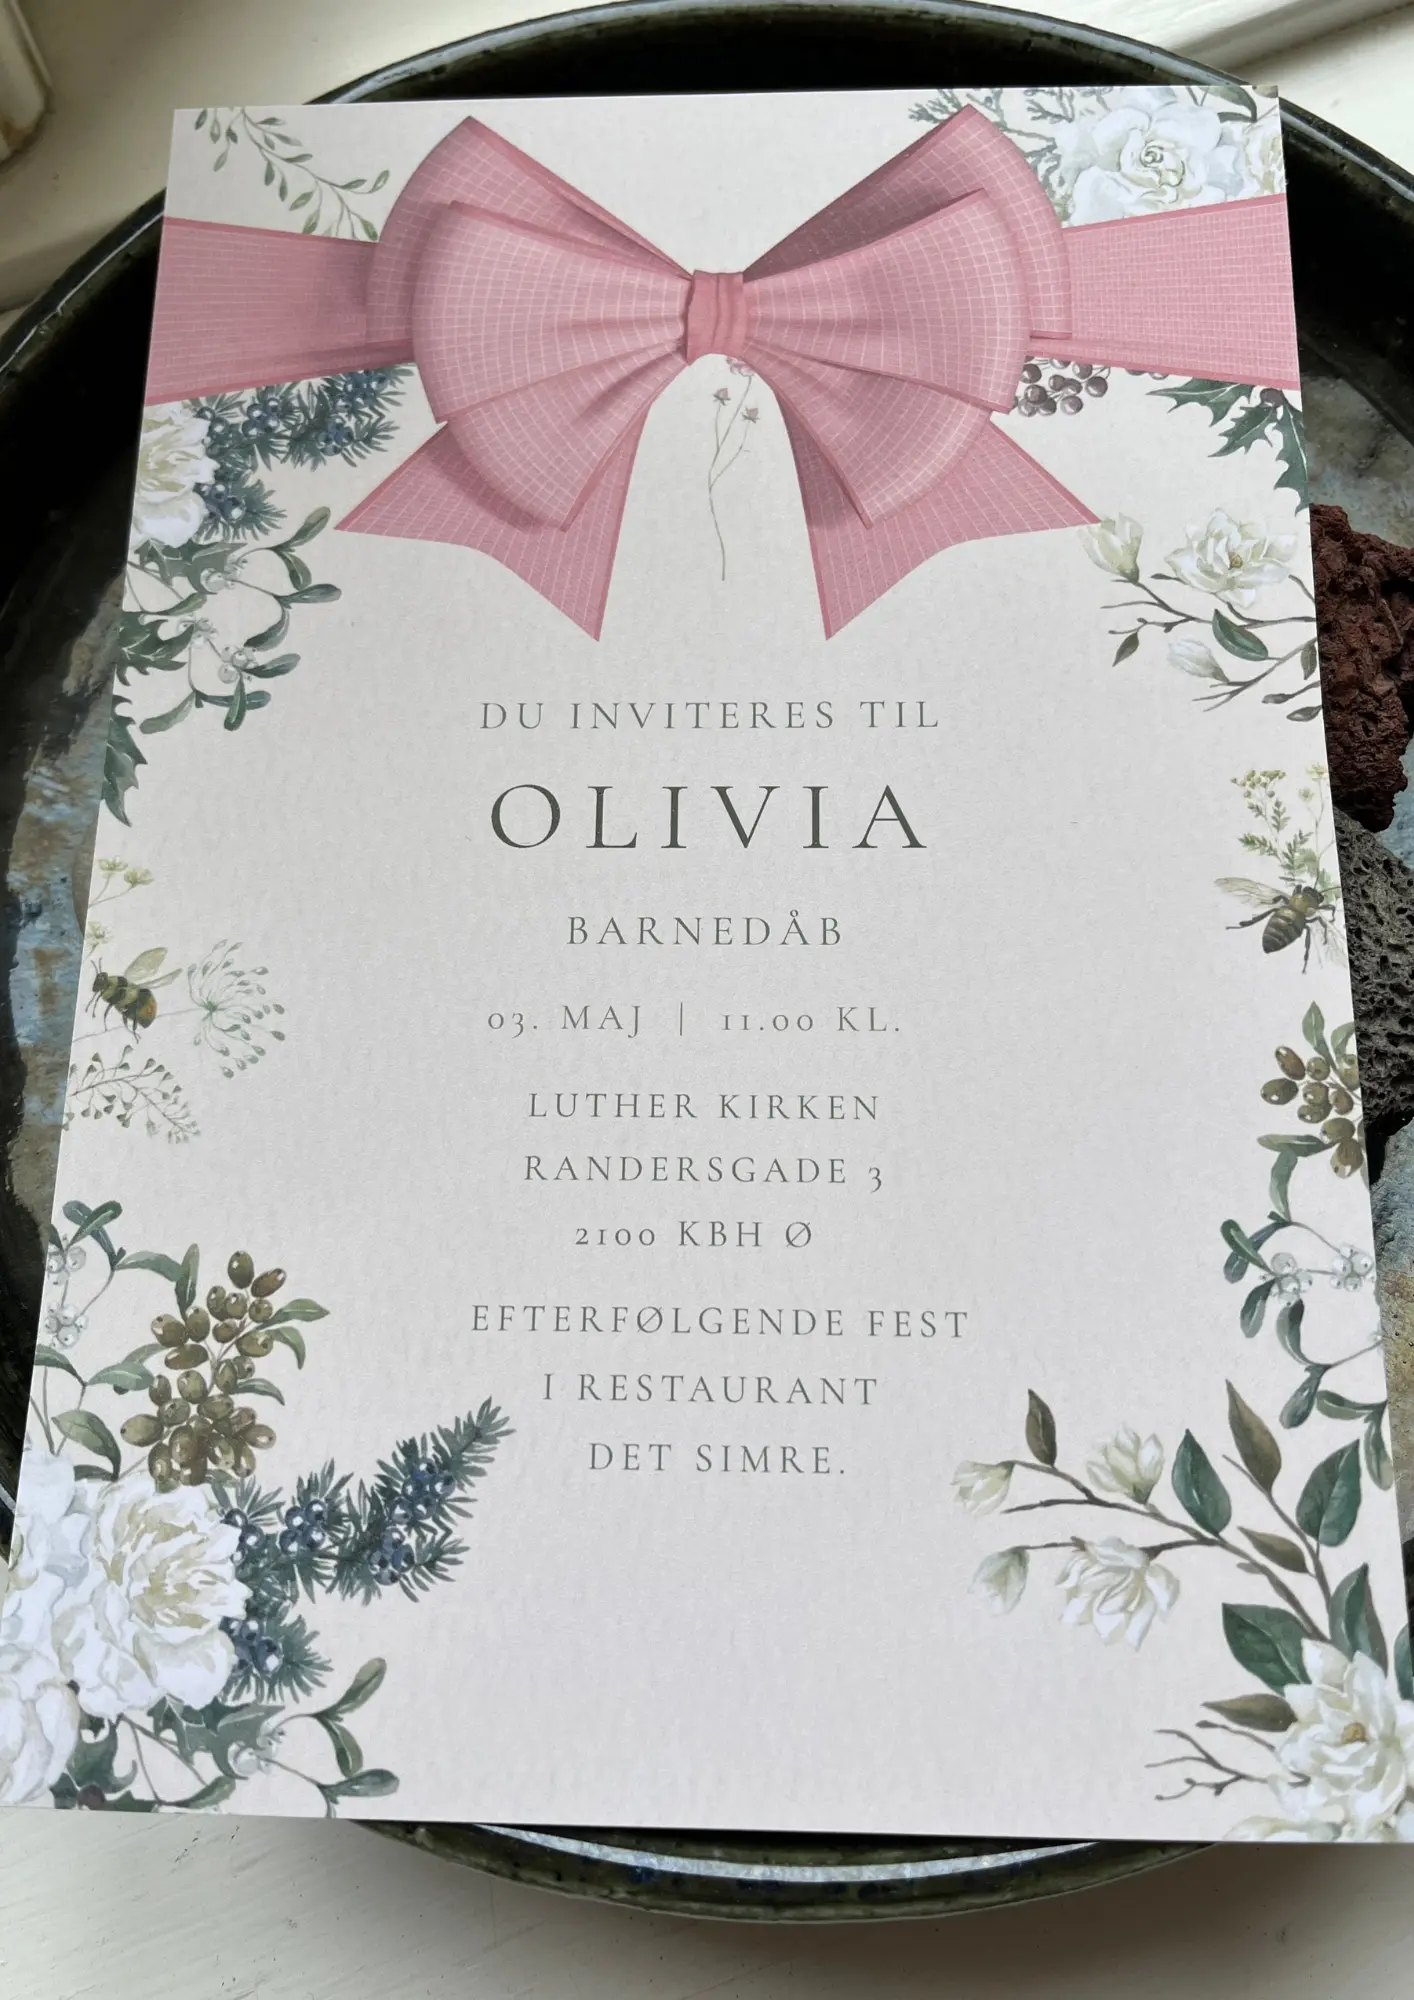 DU INVITERES TIL
OLIVIA
BARNEDÅB
03. MAJ | 11.00 KL.
LUTHER KIRKEN
RANDERSGADE 3
2100 KBH Ø
EFTERFØLGENDE FEST
I RESTAURANT
DET SIMRE.